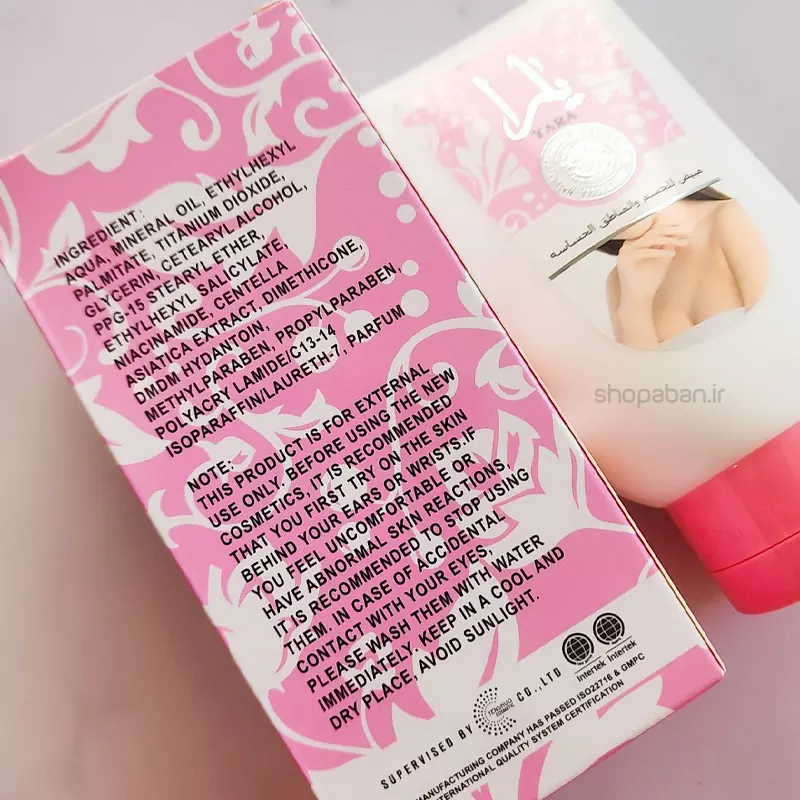 INGREDIENT:
AQUA, MINERAL OIL, ETHYLHEXYL
PALMITATE, TITANIUM DIOXIDE,
GLYCERIN, CETEARYL ALCOHOL,
PPG-15 STEARYL ETHER,
ETHYLHEXYL SALICYLATE,
NIACINAMIDE, CENTELLA
ASIATICA EXTRACT, DIMETHICONE,
DMDM HYDANTOIN,
METHYLPARABEN, PROPYLPARABEN,
POLYACRY LAMIDE/C13-14
ISOPARAFFIN/LAURETH-7, PARFUM
NOTE:
THIS PRODUCT IS FOR EXTERNAL
USE ONLY. BEFORE USING THE NEW
COSMETICS, IT IS RECOMMENDED
THAT YOU FIRST TRY ON THE SKIN
BEHIND YOUR EARS OR WRISTS.IF
YOU FEEL UNCOMFORTABLE OR
HAVE ABNORMAL SKIN REACTIONS,
IT IS RECOMMENDED TO STOP USING
THEM. IN CASE OF ACCIDENTAL
CONTACT WITH YOUR EYES,
PLEASE WASH THEM WITH WATER
IMMEDIATELY. KEEP IN A COOL AND
DRY PLACE, AVOID SUNLIGHT.
SUPERVISED BY CO.,LTD
Intertek Intertek
MANUFACTURING COMPANY HAS PASSED ISO22716 & GMPC
INTERNATIONAL QUALITY SYSTEM CERTIFICATION
يارا
YARA
مبيض للجسم والمناطق الحساسه
shopaban.ir